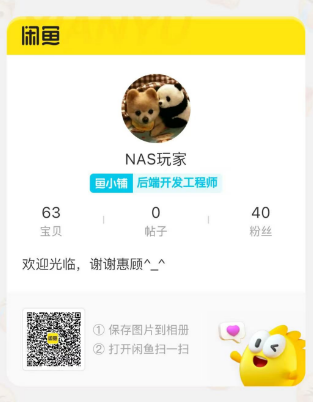 闲鱼
NAS玩家
鱼小铺 后端开发工程师
63 0 40
宝贝 帖子 粉丝
欢迎光临，谢谢惠顾^_^
① 保存图片到相册
② 打开闲鱼扫一扫